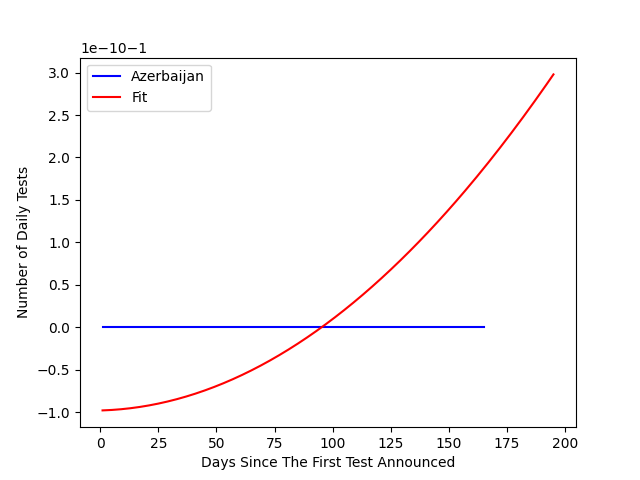 1e−10−1
Azerbaijan
Fit
3.0
2.5
2.0
1.5
1.0
0.5
0.0
−0.5
−1.0
Number of Daily Tests
0 25 50 75 100 125 150 175 200
Days Since The First Test Announced